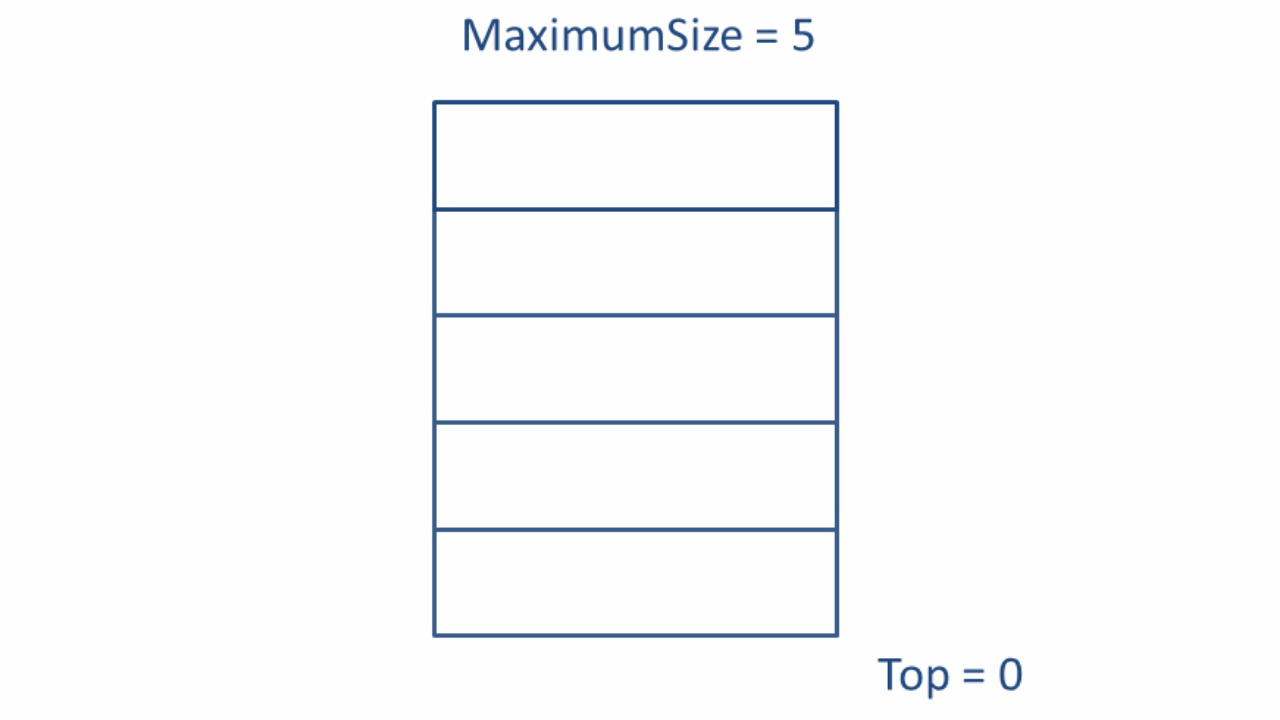 MaximumSize = 5
Top = 0